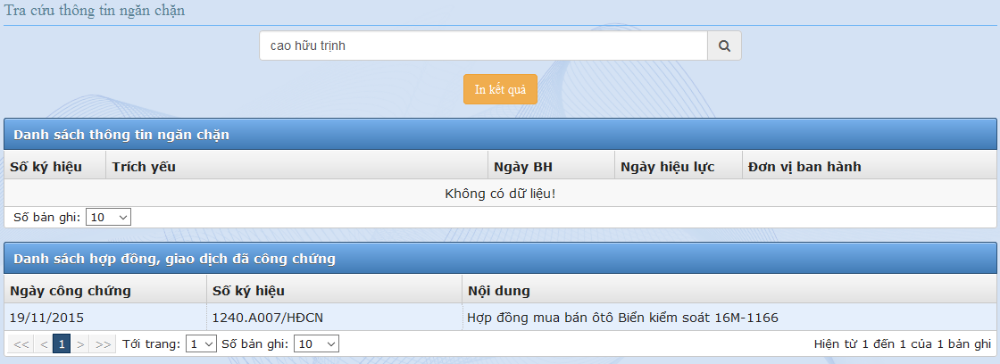 Tra cứu thông tin ngăn chặn
cao hữu trịnh
In kết quả
Danh sách thông tin ngăn chặn
Số ký hiệu Trích yếu Ngày BH Ngày hiệu lực Đơn vị ban hành
Không có dữ liệu!
Số bản ghi: 10
Danh sách hợp đồng, giao dịch đã công chứng
Ngày công chứng Số ký hiệu Nội dung
19/11/2015 1240.A007/HĐCN Hợp đồng mua bán ôtô Biển kiểm soát 16M-1166
<< < 1 > >> Tới trang: 1 Số bản ghi: 10 Hiện từ 1 đến 1 của 1 bản ghi